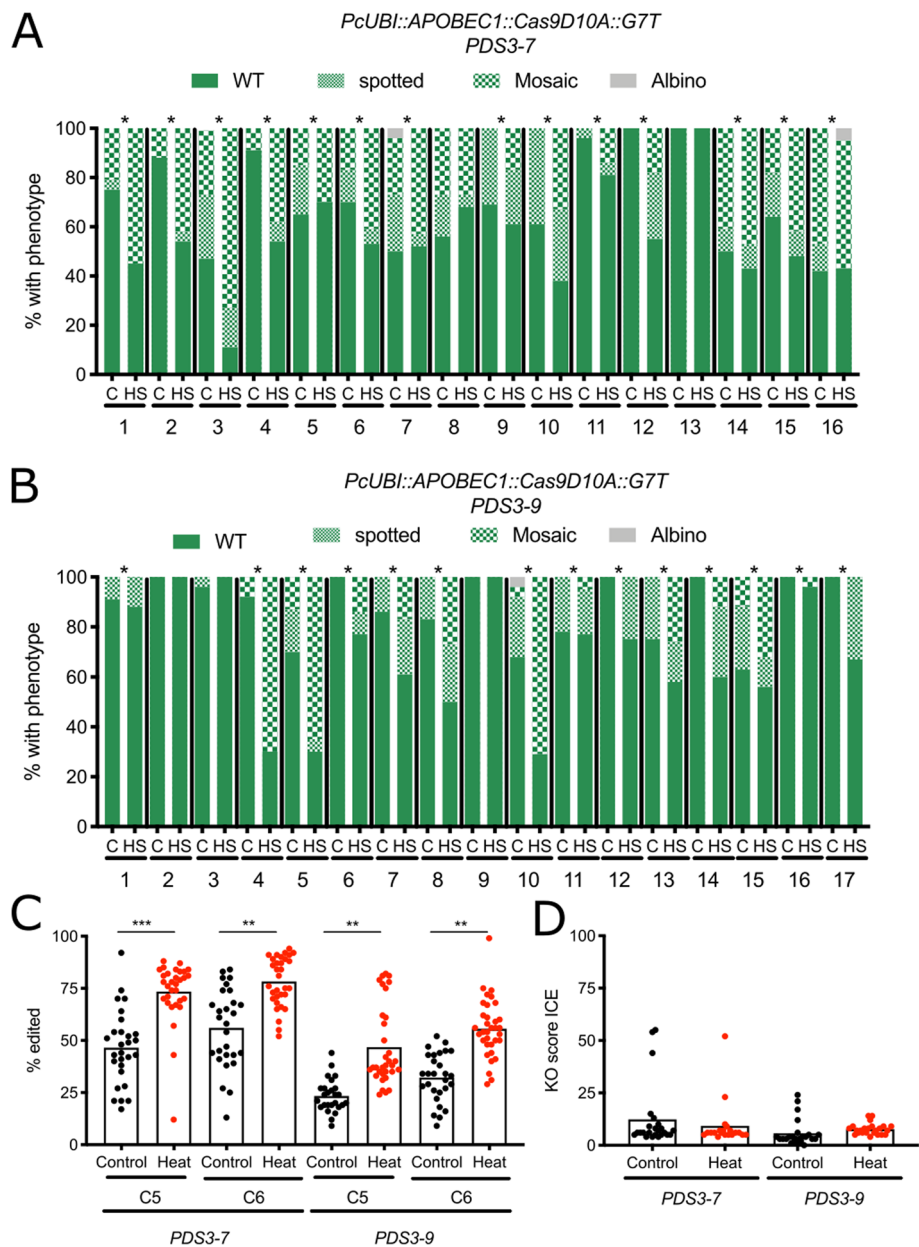 A
PcUBI::APOBEC1::Cas9D10A::G7T
PDS3-7
WT spotted Mosaic Albino
* * * * * * * * * * * * * *
100
80
60
40
20
0
% with phenotype
C HS C HS C HS C HS C HS C HS C HS C HS C HS C HS C HS C HS C HS C HS C HS C HS
1 2 3 4 5 6 7 8 9 10 11 12 13 14 15 16
B
PcUBI::APOBEC1::Cas9D10A::G7T
PDS3-9
WT spotted Mosaic Albino
* * * * * * * * * * * * * *
100
80
60
40
20
0
% with phenotype
C HS C HS C HS C HS C HS C HS C HS C HS C HS C HS C HS C HS C HS C HS C HS C HS C HS
1 2 3 4 5 6 7 8 9 10 11 12 13 14 15 16 17
C
*** ** ** **
100
75
50
25
0
% edited
Control Heat Control Heat Control Heat Control Heat
C5 C6 C5 C6
PDS3-7 PDS3-9
D
100
50
25
0
KO score ICE
Control Heat Control Heat
PDS3-7 PDS3-9